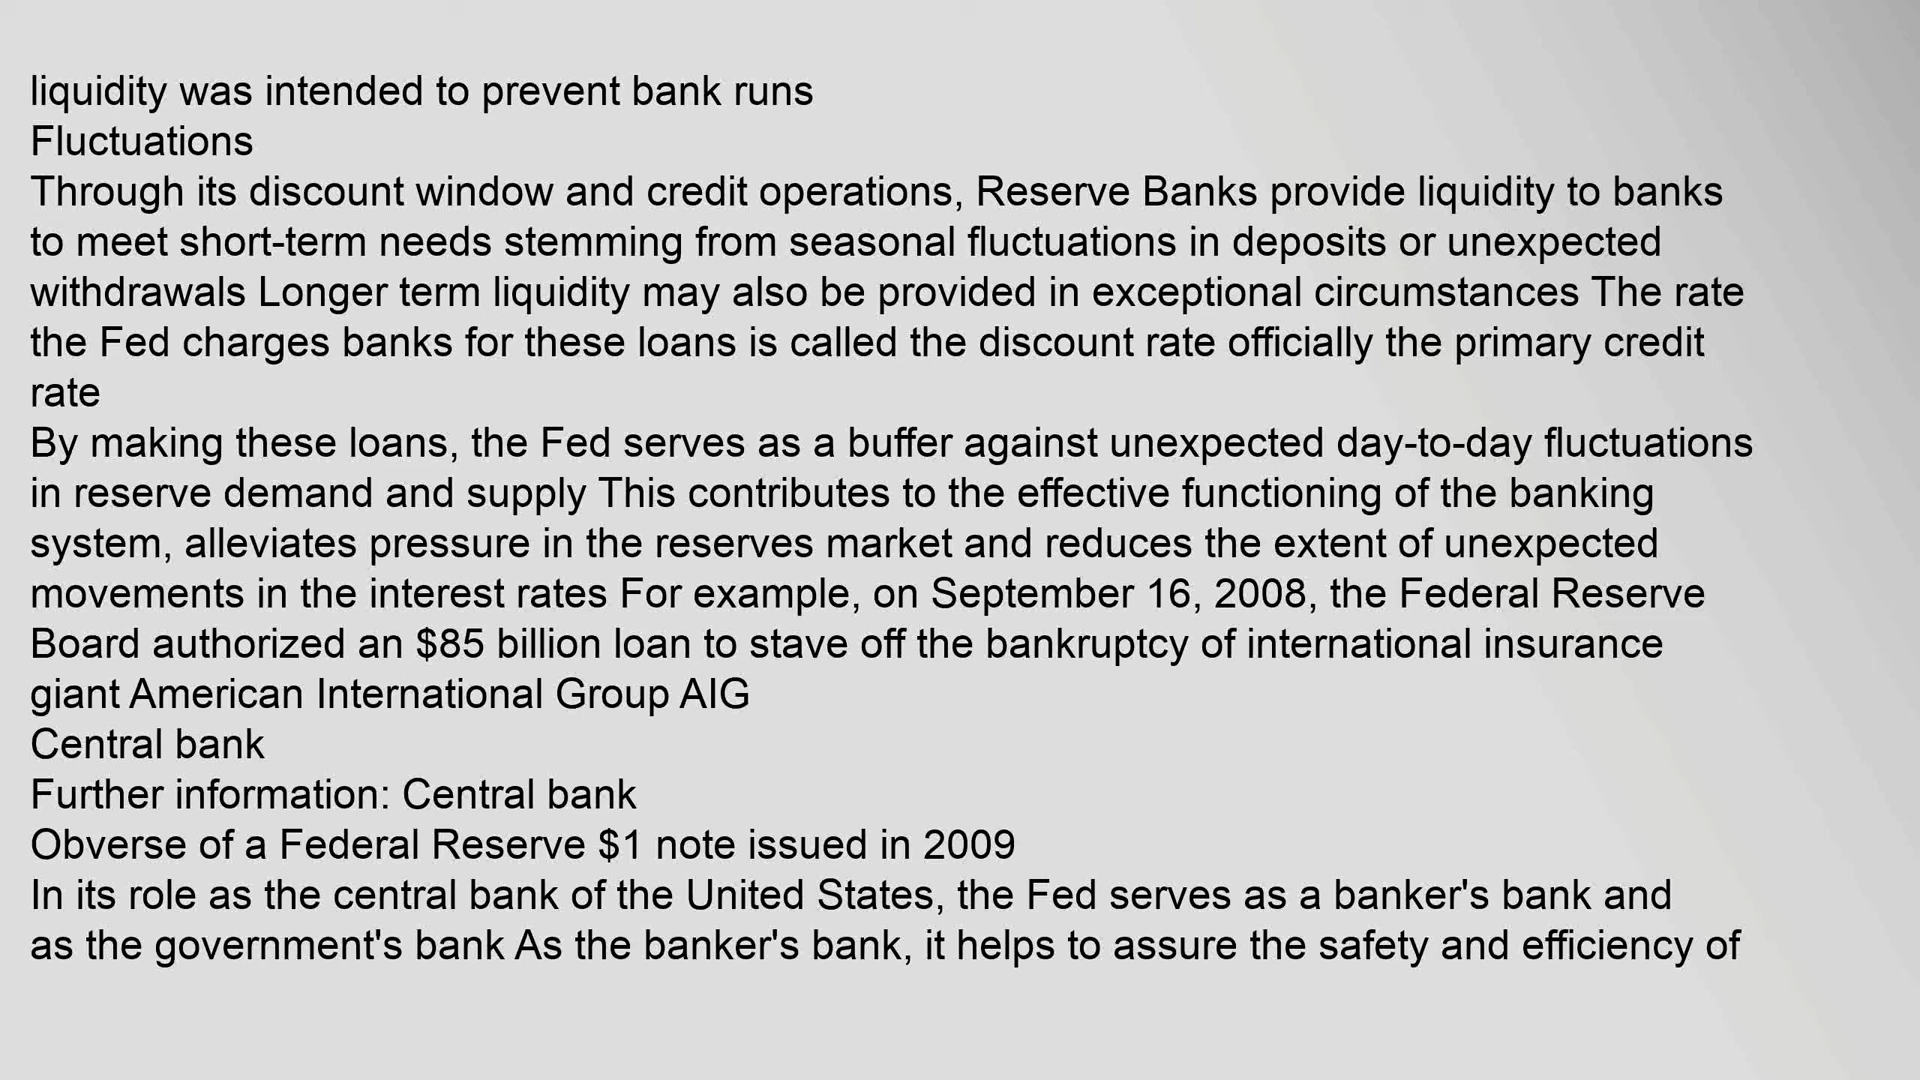 liquidity was intended to prevent bank runs
Fluctuations
Through its discount window and credit operations, Reserve Banks provide liquidity to banks
to meet short-term needs stemming from seasonal fluctuations in deposits or unexpected
withdrawals Longer term liquidity may also be provided in exceptional circumstances The rate
the Fed charges banks for these loans is called the discount rate officially the primary credit
rate
By making these loans, the Fed serves as a buffer against unexpected day-to-day fluctuations
in reserve demand and supply This contributes to the effective functioning of the banking
system, alleviates pressure in the reserves market and reduces the extent of unexpected
movements in the interest rates For example, on September 16, 2008, the Federal Reserve
Board authorized an $85 billion loan to stave off the bankruptcy of international insurance
giant American International Group AIG
Central bank
Further information: Central bank
Obverse of a Federal Reserve $1 note issued in 2009
In its role as the central bank of the United States, the Fed serves as a banker's bank and
as the government's bank As the banker's bank, it helps to assure the safety and efficiency of